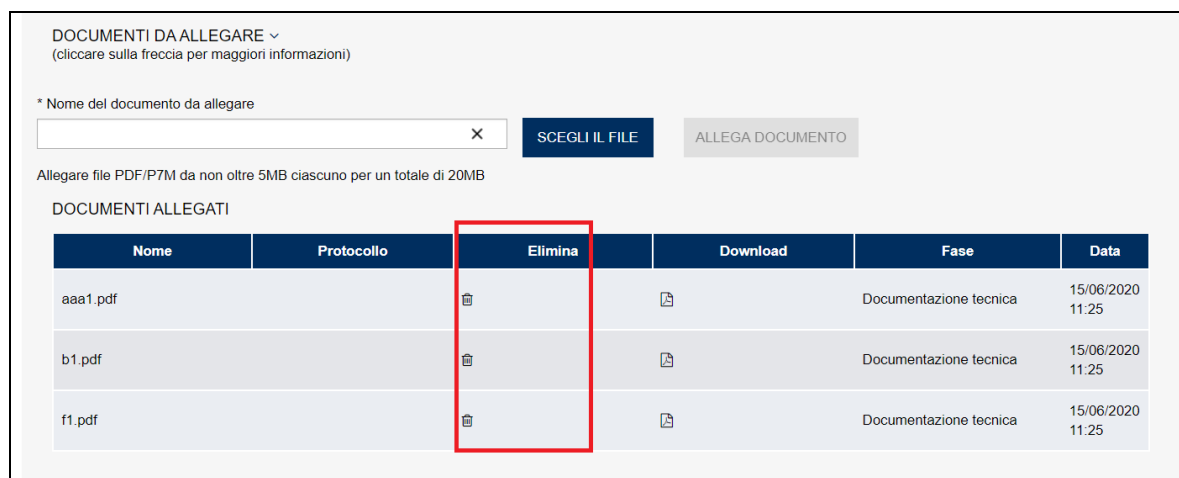 DOCUMENTI DA ALLEGARE
(cliccare sulla freccia per maggiori informazioni)
* Nome del documento da allegare
SCEGLI IL FILE ALLEGA DOCUMENTO
Allegare file PDF/P7M da non oltre 5MB ciascuno per un totale di 20MB
DOCUMENTI ALLEGATI
Nome Protocollo Elimina Download Fase Data
aaa1.pdf Documentazione tecnica 15/06/2020
11:25
b1.pdf Documentazione tecnica 15/06/2020
11:25
f1.pdf Documentazione tecnica 15/06/2020
11:25